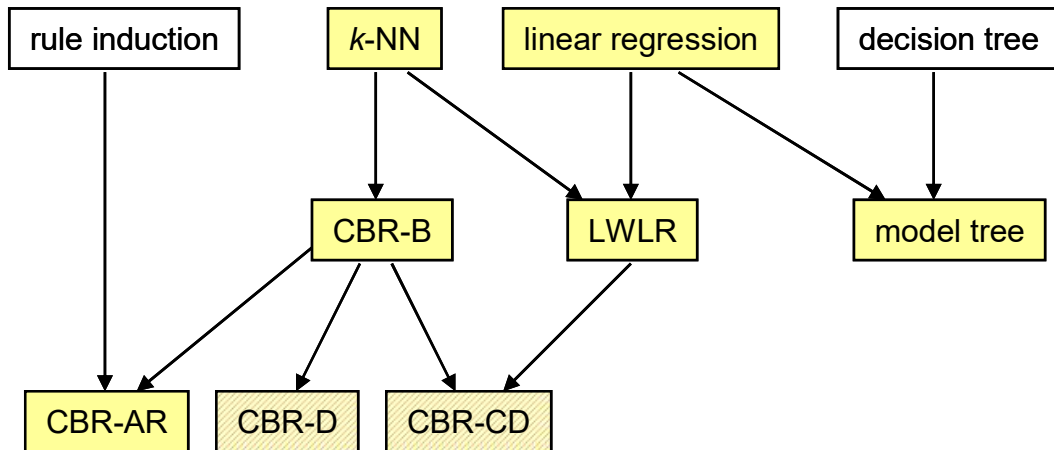 rule induction
k-NN
linear regression
decision tree
CBR-B
LWLR
model tree
CBR-AR
CBR-D
CBR-CD